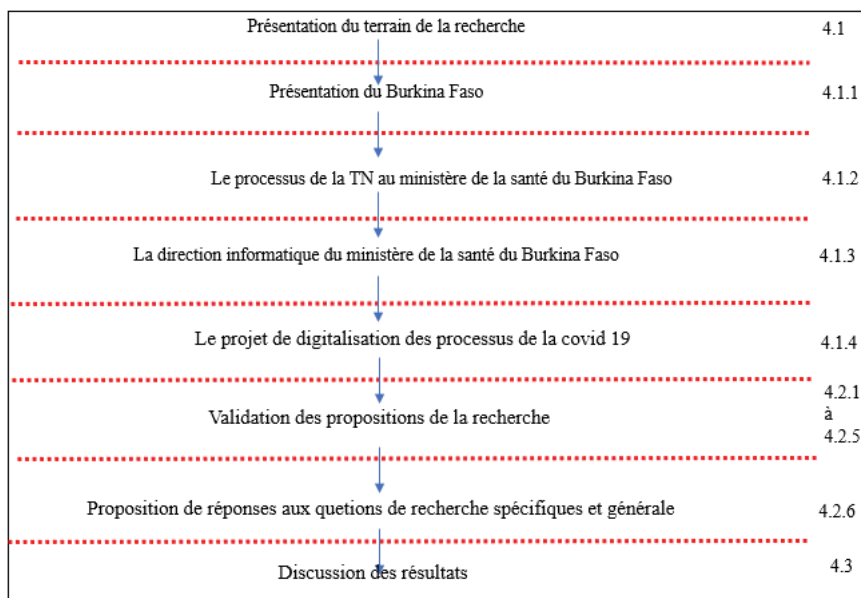 Présentation du terrain de la recherche 4.1
Présentation du Burkina Faso 4.1.1
Le processus de la TN au ministère de la santé du Burkina Faso 4.1.2
La direction informatique du ministère de la santé du Burkina Faso 4.1.3
Le projet de digitalisation des processus de la covid 19 4.1.4
Validation des propositions de la recherche
4.2.1
à
4.2.5
Proposition de réponses aux quetions de recherche spécifiques et générale 4.2.6
Discussion des résultats 4.3